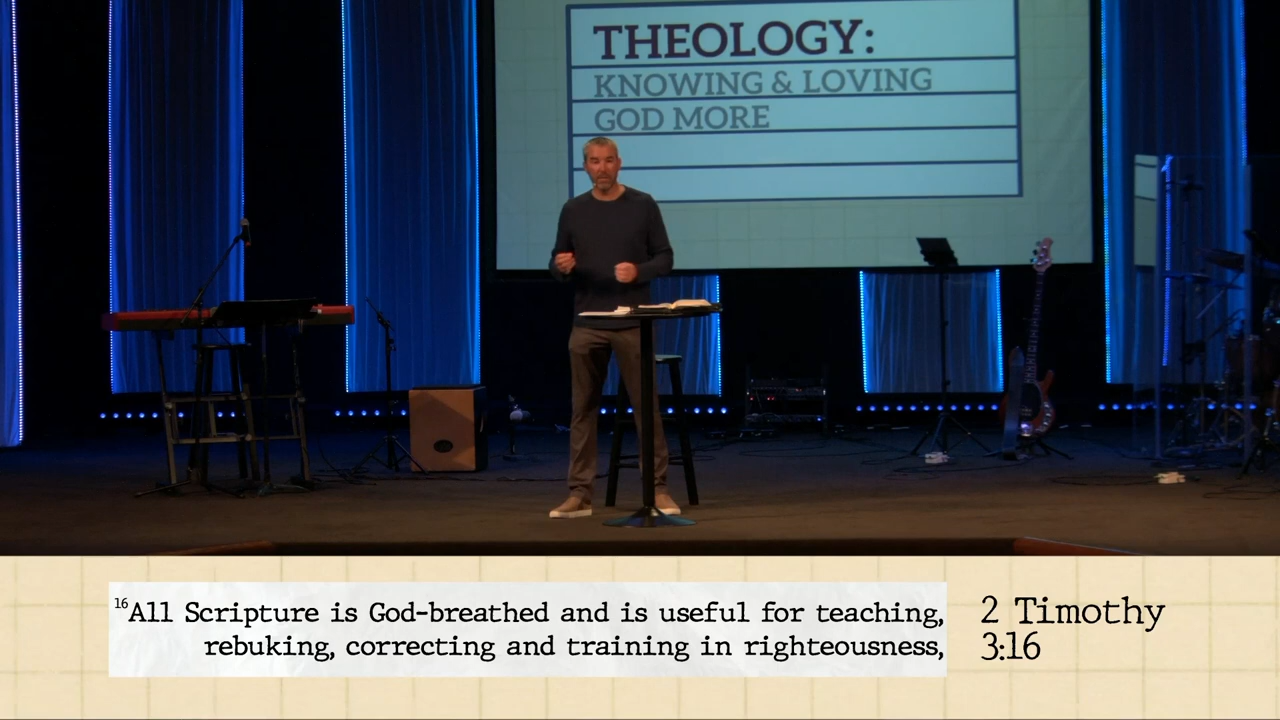 THEOLOGY:
KNOWING & LOVING
GOD MORE
16All Scripture is God-breathed and is useful for teaching,
rebuking, correcting and training in righteousness,
2 Timothy
3:16